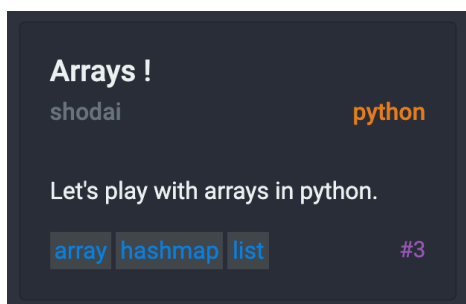 Arrays !
shodai python
Let's play with arrays in python.
array hashmap list #3